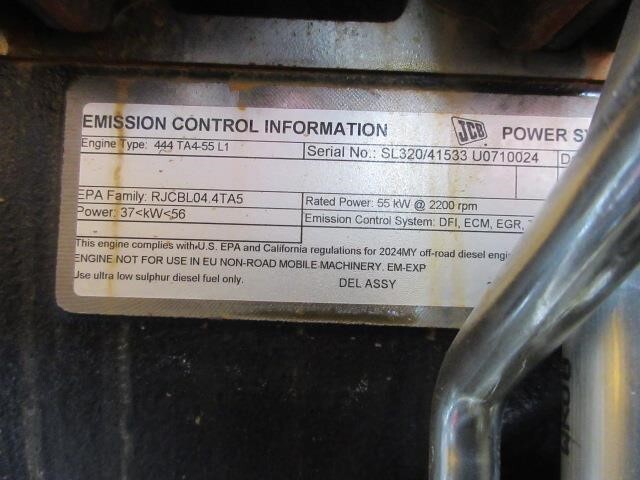 EMISSION CONTROL INFORMATION JCB POWER SY
Engine Type: 444 TA4-55 L1
Serial No.: SL320/41533 U0710024 D
EPA Family: RJCBL04.4TA5
Rated Power: 55 kW @ 2200 rpm
Power: 37<kW<56
Emission Control System: DFI, ECM, EGR,
This engine complies with U.S. EPA and California regulations for 2024MY off-road diesel engin
ENGINE NOT FOR USE IN EU NON-ROAD MOBILE MACHINERY. EM-EXP
Use ultra low sulphur diesel fuel only.
DEL ASSY